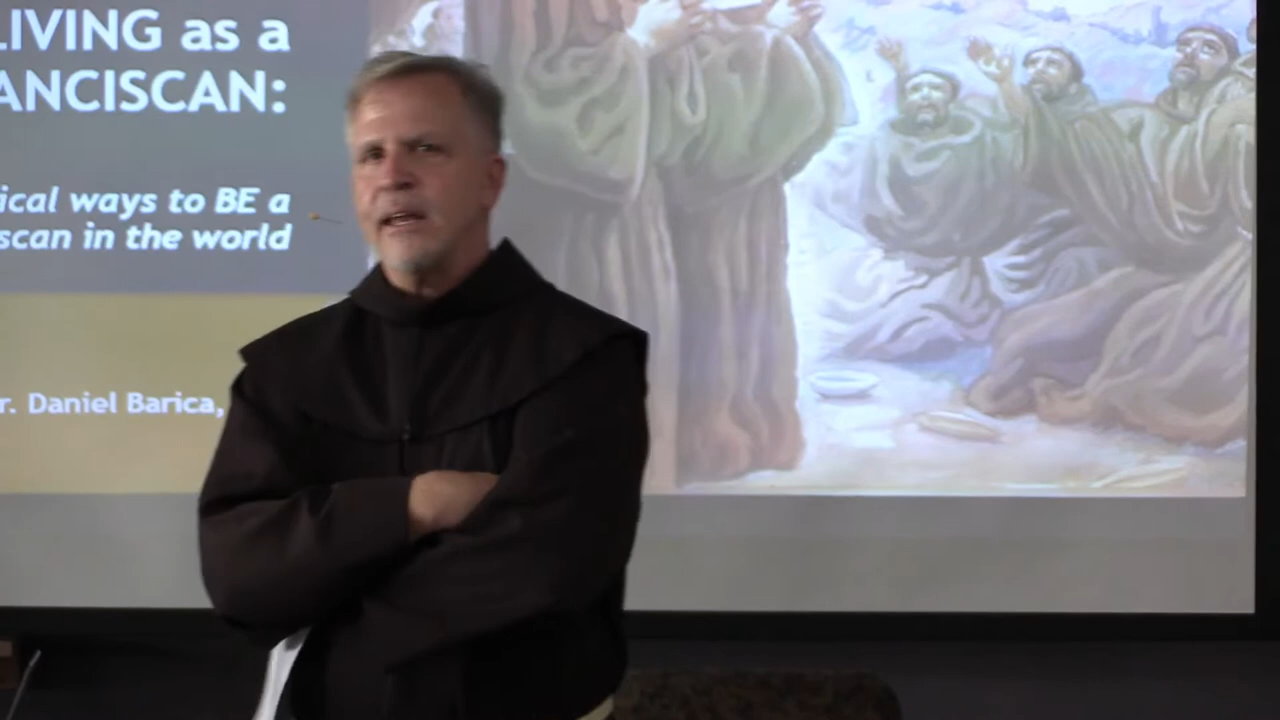 LIVING as a
ANCISCAN:
ical ways to BE a
scan in the world
r. Daniel Barica,